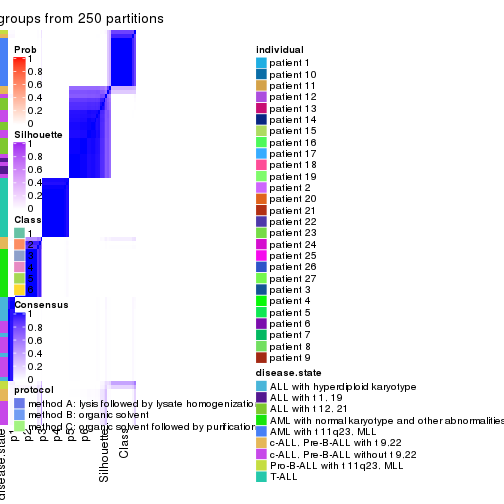 groups from 250 partitions
Prob
1
0.8
0.6
0.4
0.2
0
Silhouette
1
0.8
0.6
0.4
0.2
0
Class
1
2
3
4
5
6
Consensus
1
0.8
0.6
0.4
0.2
0
protocol
method A: lysis followed by lysate homogenization
method B: organic solvent
method C: organic solvent followed by purification
disease.state
p1
p2
p3
p4
p5
p6
Silhouette
Class
individual
patient 1
patient 10
patient 11
patient 12
patient 13
patient 14
patient 15
patient 16
patient 17
patient 18
patient 19
patient 2
patient 20
patient 21
patient 22
patient 23
patient 24
patient 25
patient 26
patient 27
patient 3
patient 4
patient 5
patient 6
patient 7
patient 8
patient 9
disease.state
ALL with hyperdiploid karyotype
ALL with t1. 19
ALL with t12. 21
AML with normal karyotype and other abnormalities
AML with t11q23. MLL
c-ALL. Pre-B-ALL with t9.22
c-ALL. Pre-B-ALL without t9.22
Pro-B-ALL with t11q23. MLL
T-ALL